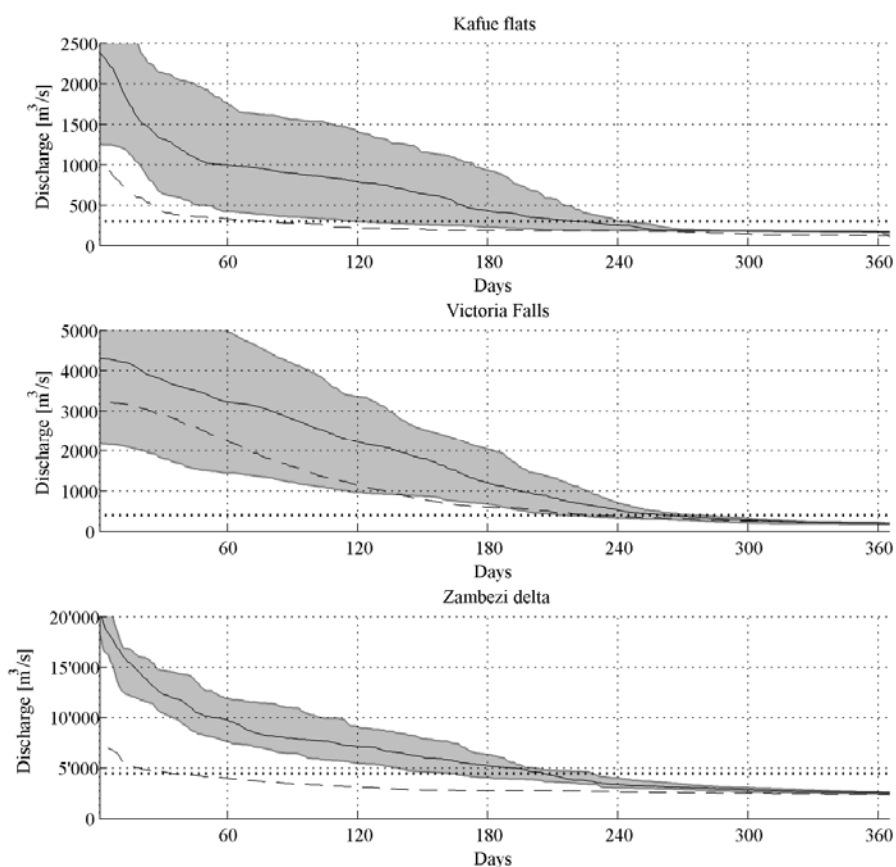 Kafue flats
2500
2000
1500
1000
500
0
Discharge [m³/s]
60 120 180 240 300 360
Days
Victoria Falls
5000
4000
3000
2000
1000
0
Discharge [m³/s]
60 120 180 240 300 360
Days
Zambezi delta
20'000
15'000
10'000
5'000
0
Discharge [m³/s]
60 120 180 240 300 360
Days